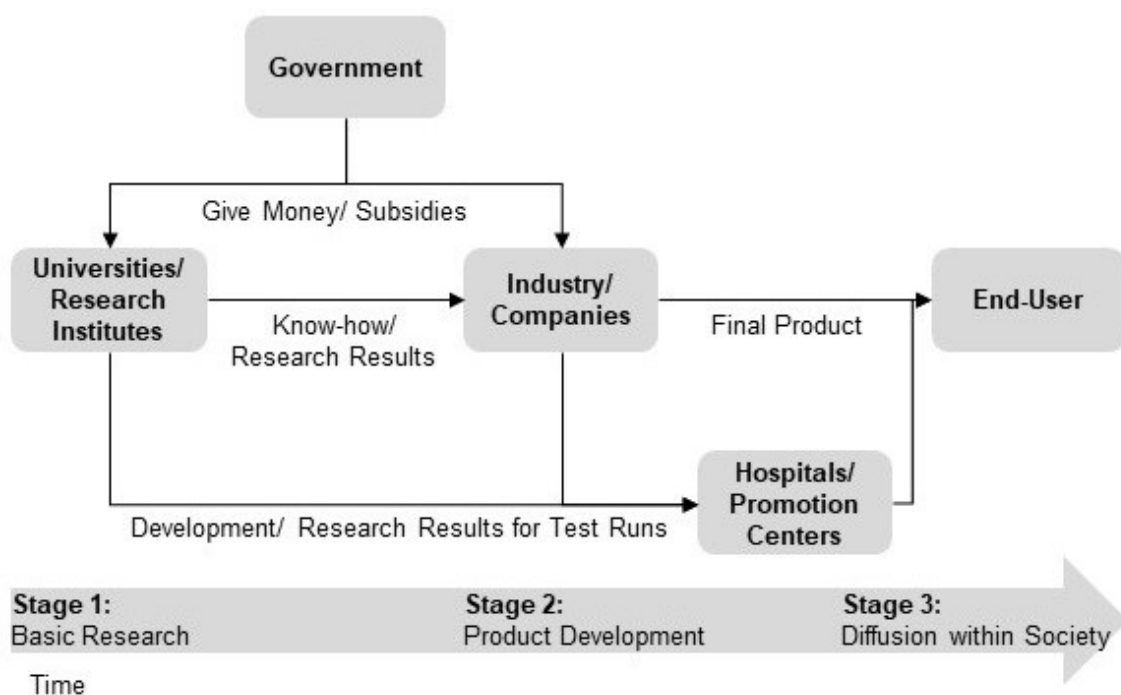 Government
Give Money/ Subsidies
Universities/
Research
Institutes
Know-how/
Research Results
Industry/
Companies
Final Product
End-User
Hospitals/
Promotion
Centers
Development/ Research Results for Test Runs
Stage 1:
Basic Research
Stage 2:
Product Development
Stage 3:
Diffusion within Society
Time